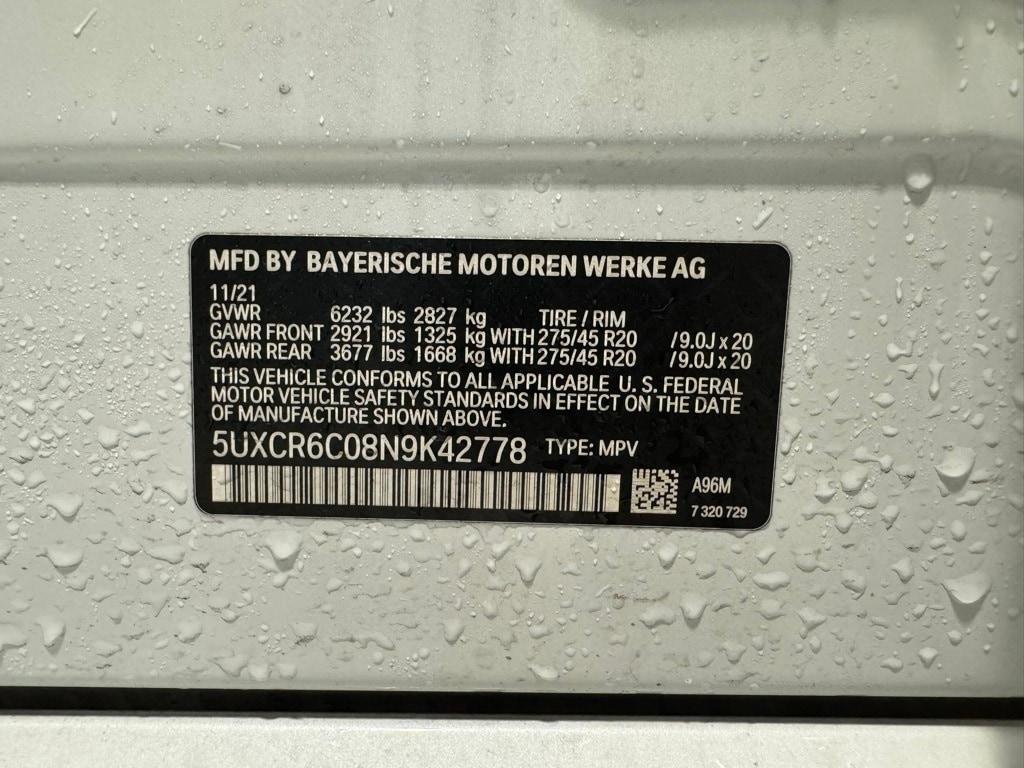 MFD BY BAYERISCHE MOTOREN WERKE AG
11/21
GVWR 6232 lbs 2827 kg TIRE / RIM
GAWR FRONT 2921 lbs 1325 kg WITH 275/45 R20 /9.0J x 20
GAWR REAR 3677 lbs 1668 kg WITH 275/45 R20 /9.0J x 20
THIS VEHICLE CONFORMS TO ALL APPLICABLE U. S. FEDERAL
MOTOR VEHICLE SAFETY STANDARDS IN EFFECT ON THE DATE
OF MANUFACTURE SHOWN ABOVE.
5UXCR6C08N9K42778 TYPE: MPV
A96M
7 320 729